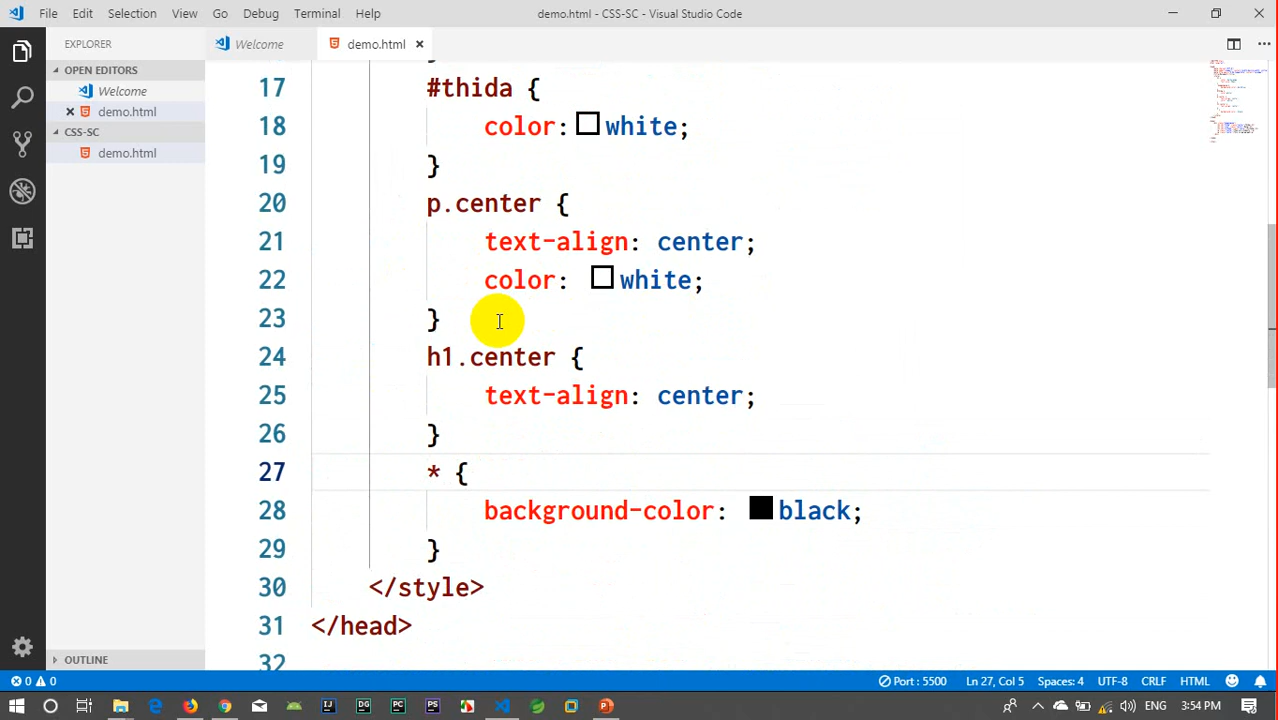 File Edit Selection View Go Debug Terminal Help demo.html - CSS-SC - Visual Studio Code
EXPLORER
OPEN EDITORS
Welcome
demo.html
CSS-SC
demo.html
OUTLINE
Welcome demo.html
17 #thida {
18 color: white;
19 }
20 p.center {
21 text-align: center;
22 color: white;
23 }
24 h1.center {
25 text-align: center;
26 }
27 * {
28 background-color: black;
29 }
30 </style>
31 </head>
32
0 0 Port : 5500 Ln 27, Col 5 Spaces: 4 UTF-8 CRLF HTML
IJ DG PC PS P ENG 3:54 PM